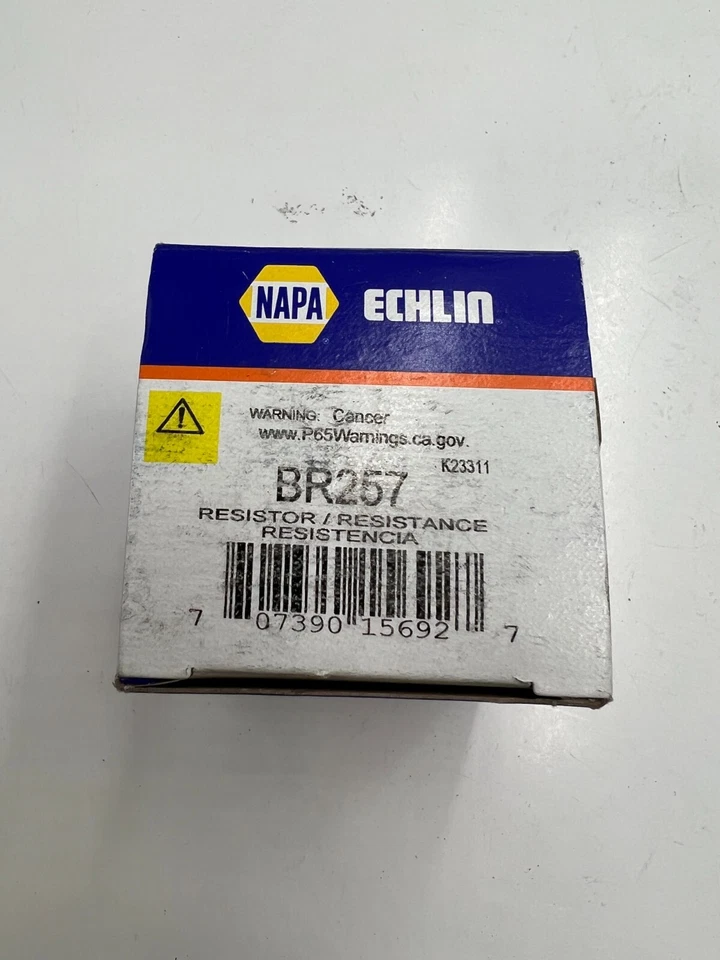 NAPA ECHLIN
WARNING: Cancer
www.P65Warnings.ca.gov.
K23311
BR257
RESISTOR / RESISTANCE
RESISTENCIA
7 07390 15692 7